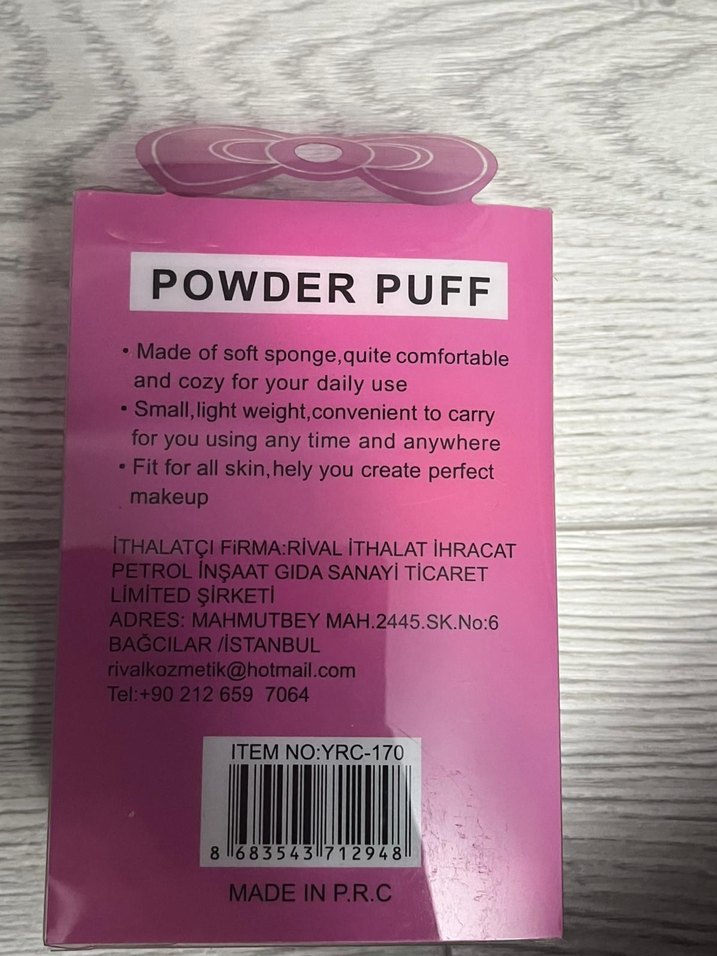 POWDER PUFF
• Made of soft sponge,quite comfortable
and cozy for your daily use
• Small,light weight,convenient to carry
for you using any time and anywhere
• Fit for all skin,hely you create perfect
makeup
İTHALATÇI FiRMA:RİVAL İTHALAT İHRACAT
PETROL İNŞAAT GIDA SANAYİ TİCARET
LİMİTED ŞİRKETİ
ADRES: MAHMUTBEY MAH.2445.SK.No:6
BAĞCILAR /İSTANBUL
rivalkozmetik@hotmail.com
Tel:+90 212 659 7064
ITEM NO:YRC-170
8 683543 712948
MADE IN P.R.C